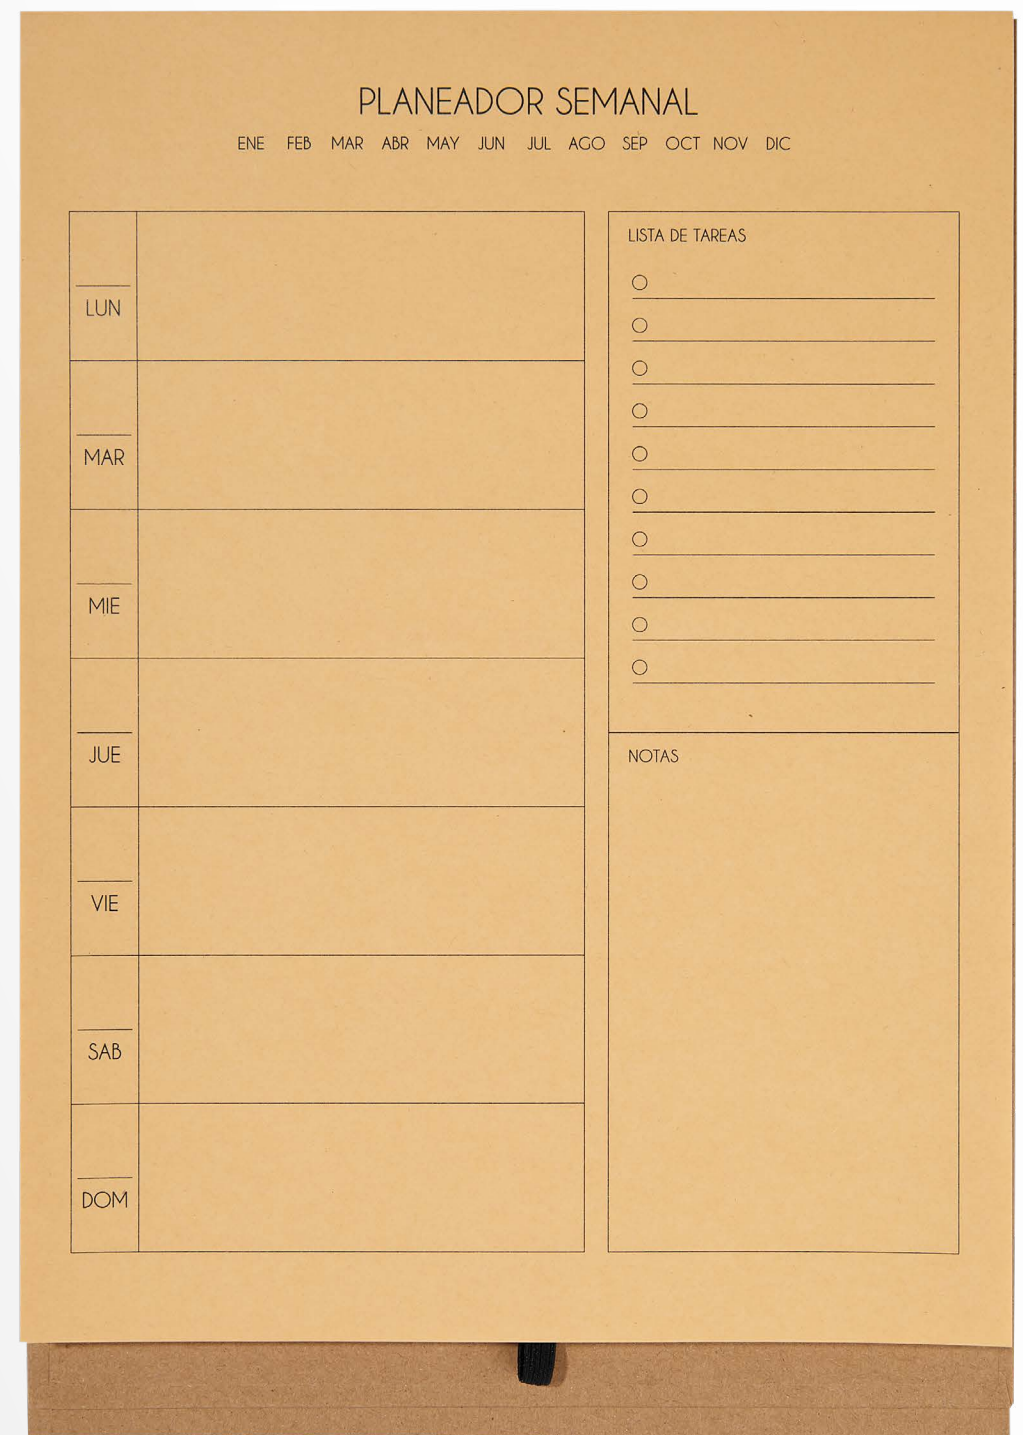 PLANEADOR SEMANAL
ENE FEB MAR ABR MAY JUN JUL AGO SEP OCT NOV DIC
LUN
MAR
MIE
JUE
VIE
SAB
DOM
LISTA DE TAREAS
NOTAS